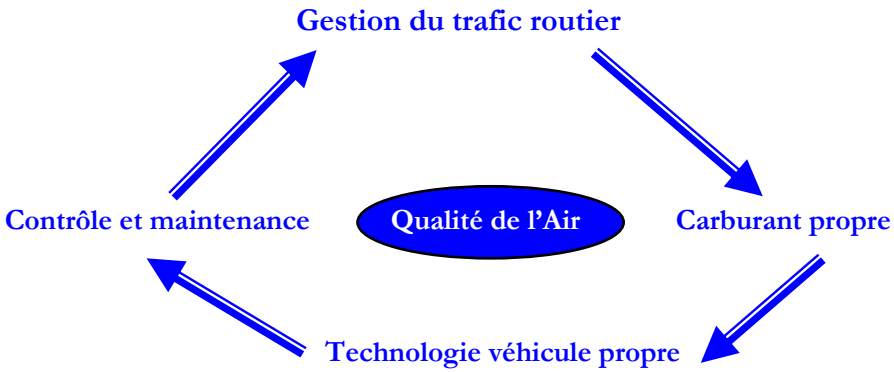 Gestion du trafic routier
Contrôle et maintenance
Qualité de l’Air
Carburant propre
Technologie véhicule propre